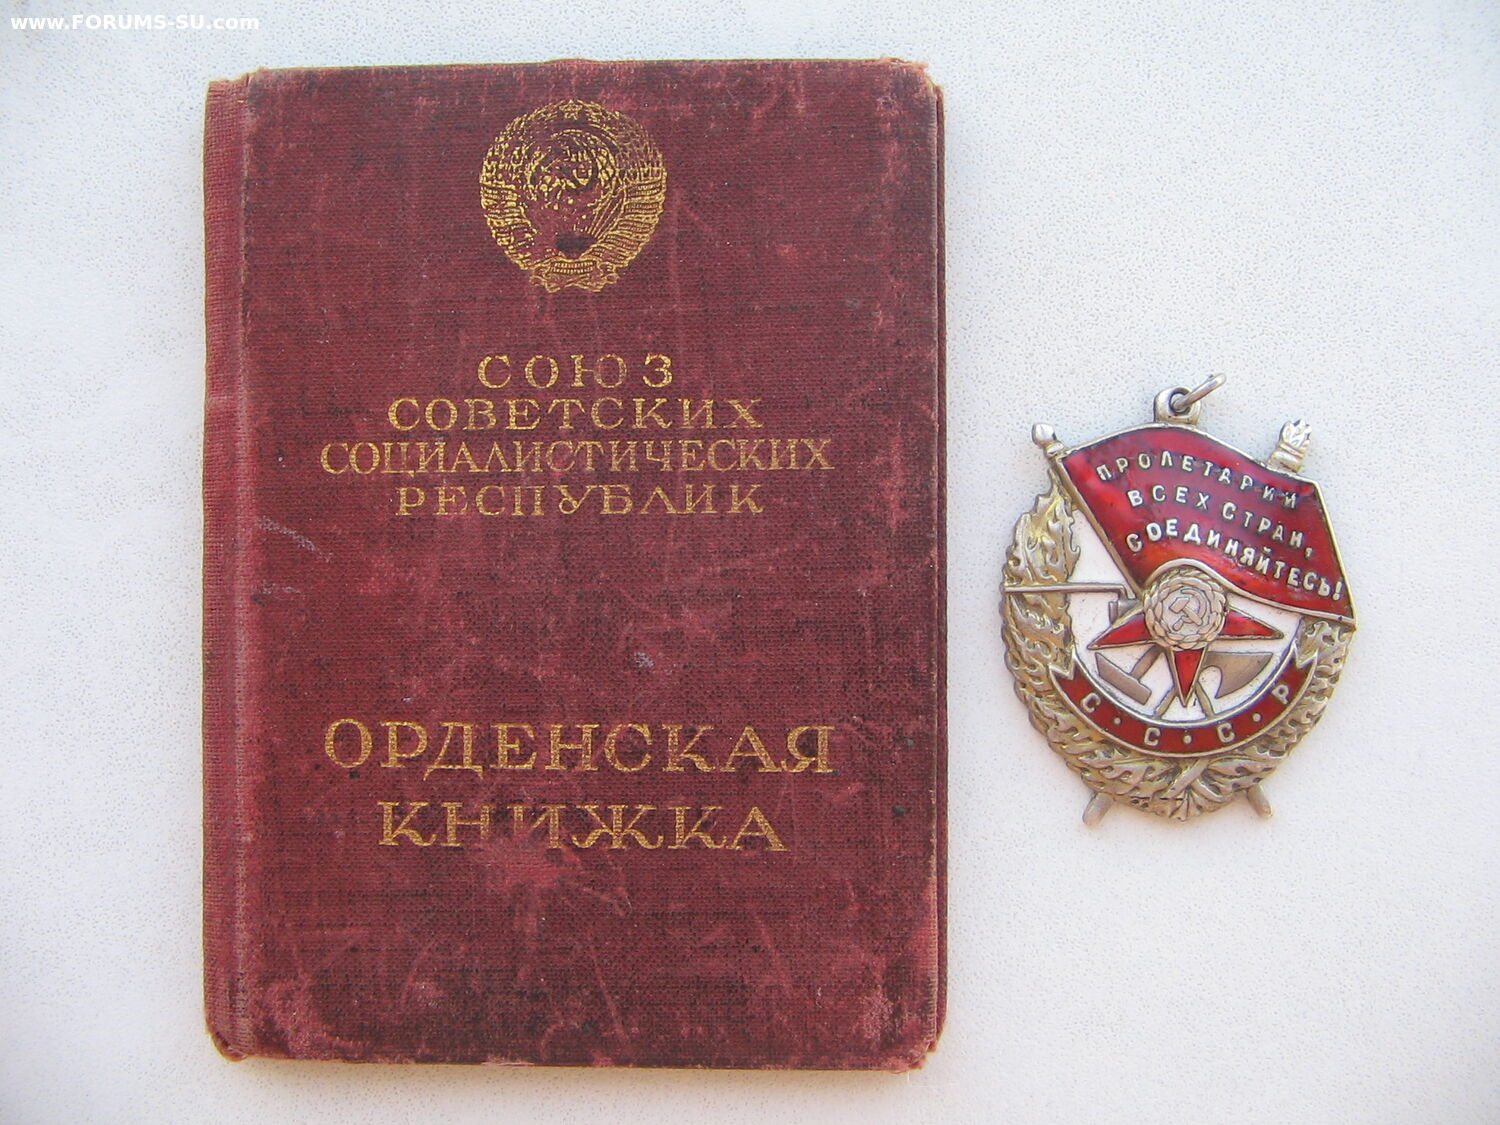 www.FORUMS-SU.com
СОЮЗ
СОВЕТСКИХ
СОЦИАЛИСТИЧЕСКИХ
РЕСПУБЛИК
ОРДЕНСКАЯ
КНИЖКА
ПРОЛЕТАРИИ
ВСЕХ СТРАН,
СОЕДИНЯЙТЕСЬ!
С·С·С·Р